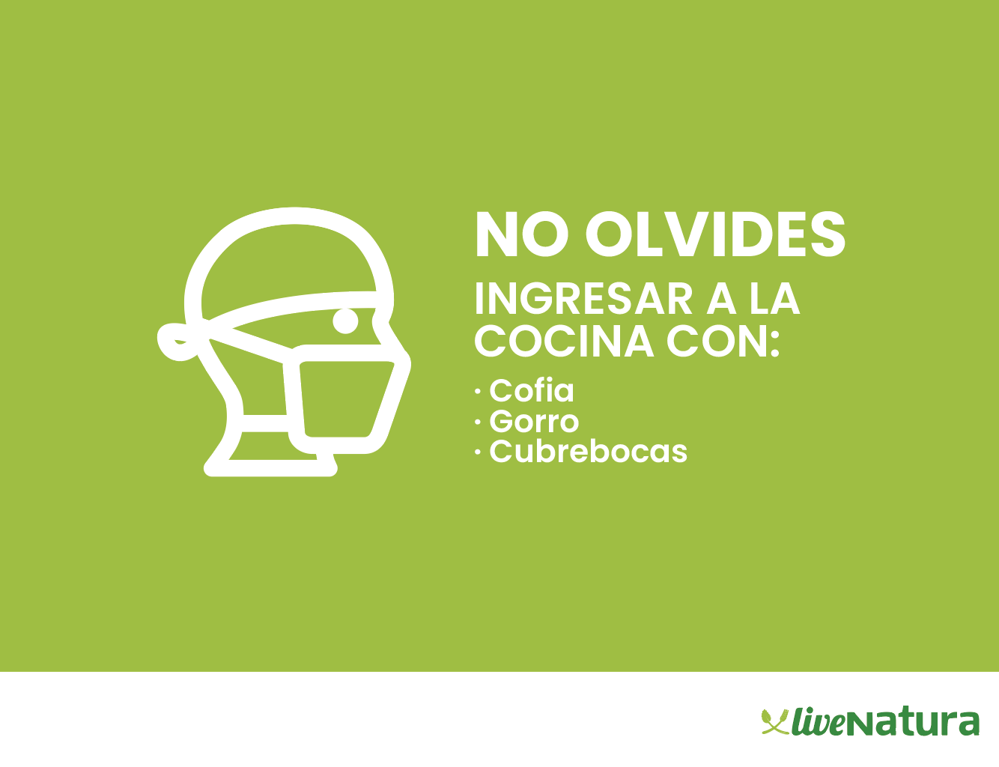 NO OLVIDES
INGRESAR A LA
COCINA CON:
· Cofia
· Gorro
· Cubrebocas
liveNatura